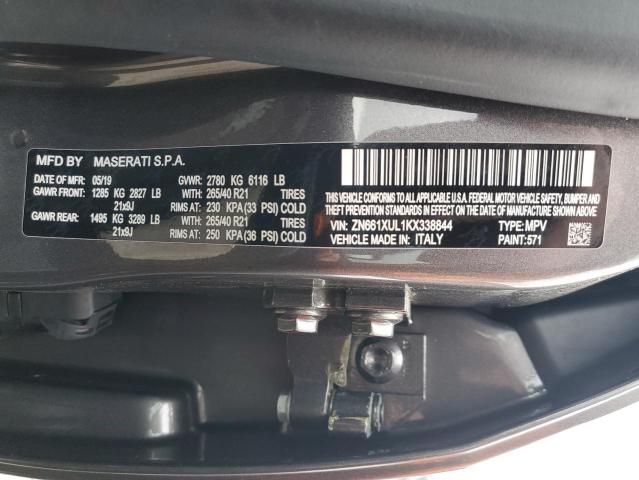 MFD BY MASERATI S.P.A.
DATE OF MFR: 05/19 GVWR: 2780 KG 6116 LB
GAWR FRONT: 1285 KG 2827 LB WITH: 265/40 R21 TIRES
21x9J RIMS AT: 230 KPA (33 PSI) COLD
GAWR REAR: 1495 KG 3289 LB WITH: 265/40 R21 TIRES
21x9J RIMS AT: 250 KPA (36 PSI) COLD
THIS VEHICLE CONFORMS TO ALL APPLICABLE U.S.A. FEDERAL MOTOR VEHICLE SAFETY, BUMPER,
AND THEFT PREVENTION STANDARDS IN EFFECT ON THE DATE OF MANUFACTURE SHOWN ABOVE.
VIN: ZN661XUL1KX338844 TYPE: MPV
VEHICLE MADE IN: ITALY PAINT: 571